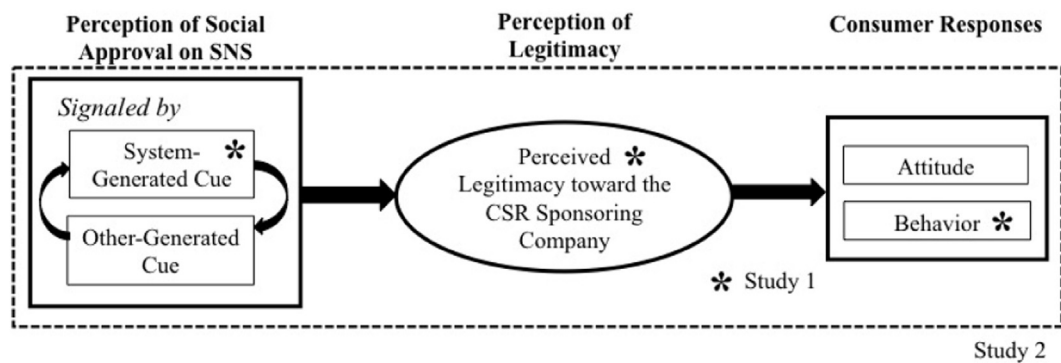 Perception of Social
Approval on SNS
Perception of
Legitimacy
Consumer Responses
Signaled by
System-
Generated Cue
*
Other-Generated
Cue
Perceived *
Legitimacy toward the
CSR Sponsoring
Company
Attitude
Behavior *
* Study 1
Study 2